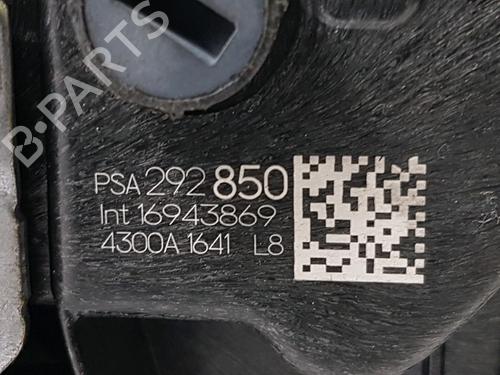 B-PARTS
PSA 292 850
Int 16943869
4300A 1641 L8